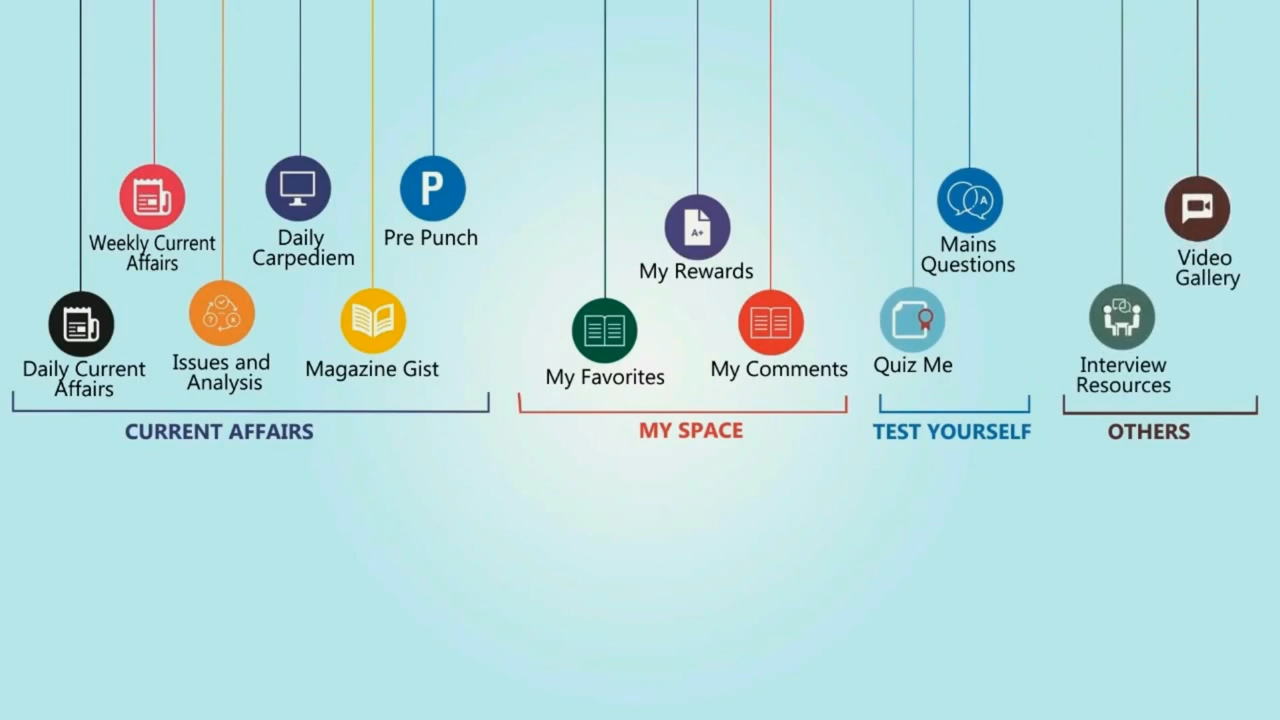 Weekly Current
Affairs
Daily
Carpediem
P
Pre Punch
Daily Current
Affairs
Issues and
Analysis
Magazine Gist
CURRENT AFFAIRS
A+
My Rewards
My Favorites
My Comments
MY SPACE
A
Mains
Questions
Quiz Me
TEST YOURSELF
Video
Gallery
Interview
Resources
OTHERS